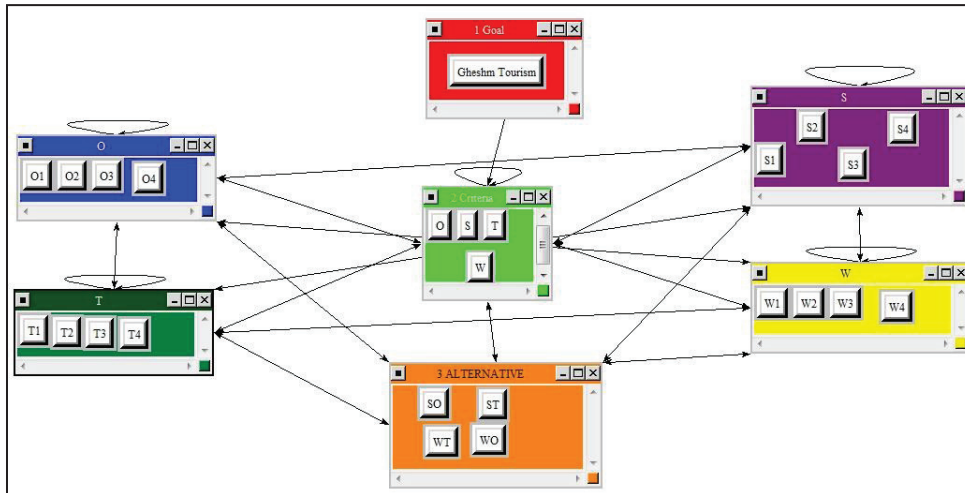 1 Goal
Gheshm Tourism
S
S1 S2 S3 S4
O
O1 O2 O3 O4
2 Criteria
O S T
W
T
T1 T2 T3 T4
W
W1 W2 W3 W4
3 ALTERNATIVE
SO ST
WT WO